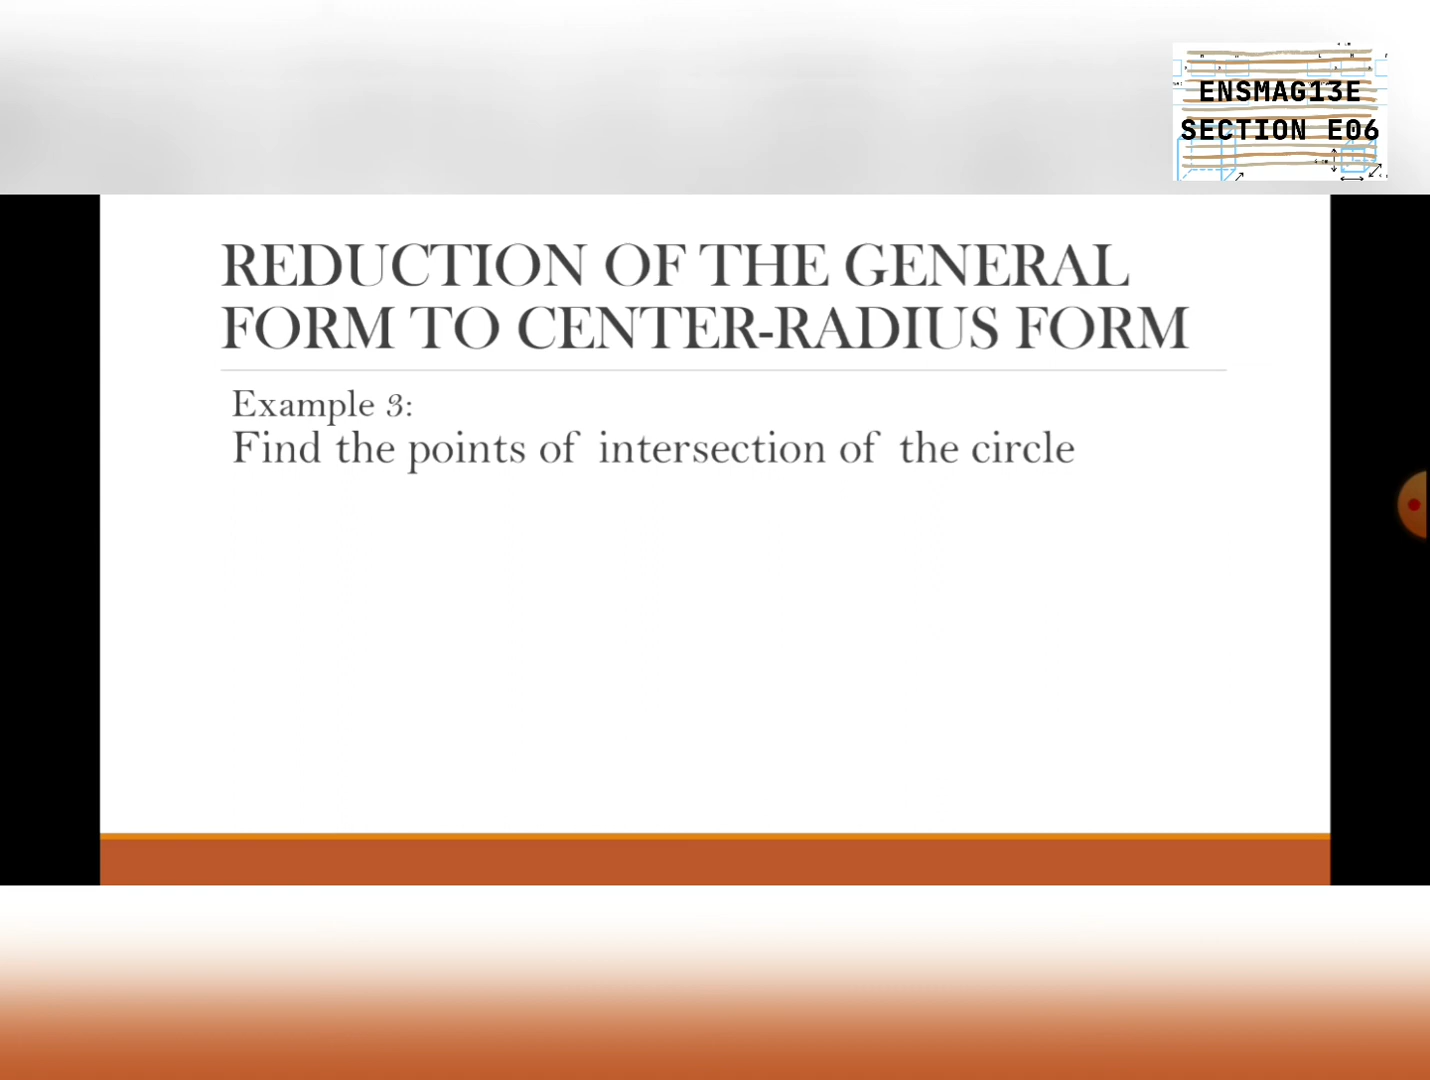 ENSMAG13E
SECTION E06
REDUCTION OF THE GENERAL
FORM TO CENTER-RADIUS FORM
Example 3:
Find the points of intersection of the circle